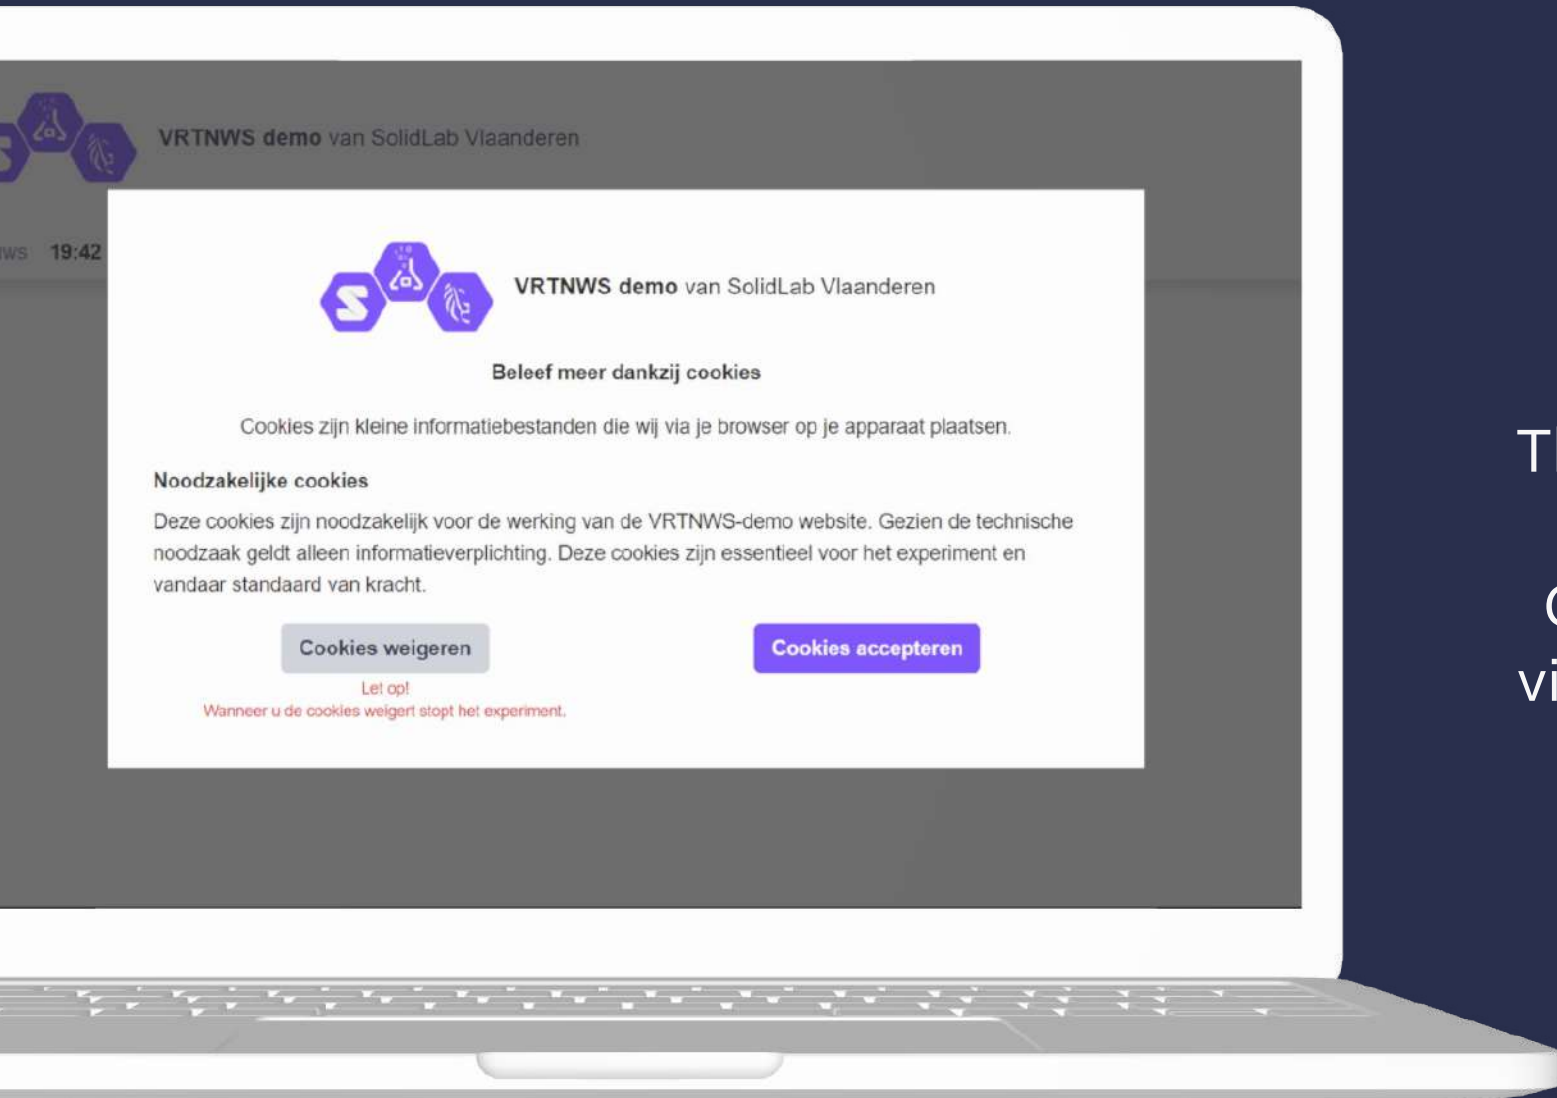 VRTNWS demo van SolidLab Vlaanderen
19:42
VRTNWS demo van SolidLab Vlaanderen
Beleef meer dankzij cookies
Cookies zijn kleine informatiebestanden die wij via je browser op je apparaat plaatsen.
Noodzakelijke cookies
Deze cookies zijn noodzakelijk voor de werking van de VRTNWS-demo website. Gezien de technische
noodzaak geldt alleen informatieverplichting. Deze cookies zijn essentieel voor het experiment en
vandaar standaard van kracht.
Cookies weigeren
Cookies accepteren
Let op!
Wanneer u de cookies weigert stopt het experiment.